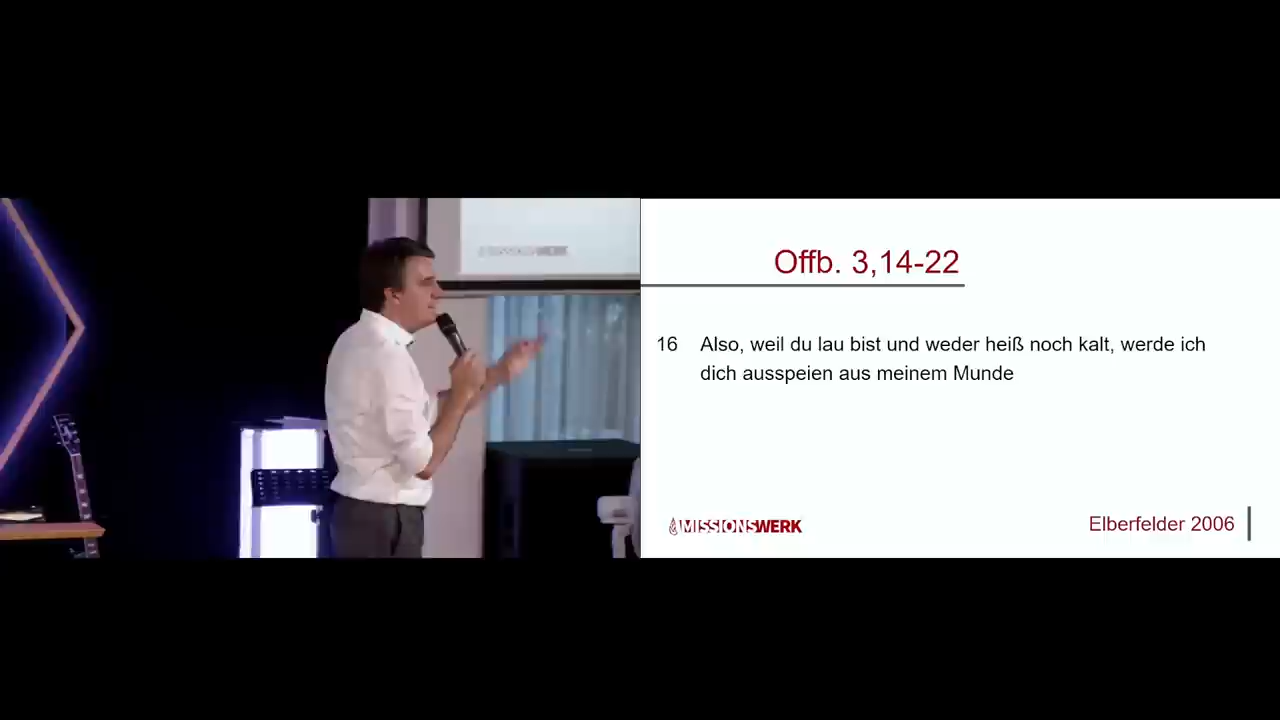 Offb. 3,14-22
16 Also, weil du lau bist und weder heiß noch kalt, werde ich
dich ausspeien aus meinem Munde
MISSIONSWERK
Elberfelder 2006